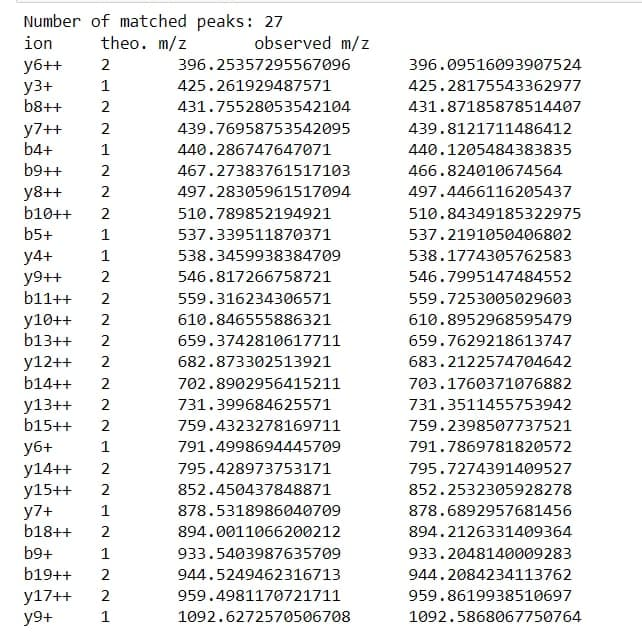 Number of matched peaks: 27
ion theo. m/z observed m/z
y6++ 2 396.25357295567096 396.09516093907524
y3+ 1 425.261929487571 425.28175543362977
b8++ 2 431.75528053542104 431.87185878514407
y7++ 2 439.76958753542095 439.8121711486412
b4+ 1 440.286747647071 440.1205484383835
b9++ 2 467.27383761517103 466.824010674564
y8++ 2 497.28305961517094 497.4466116205437
b10++ 2 510.789852194921 510.84349185322975
b5+ 1 537.339511870371 537.2191050406802
y4+ 1 538.3459938384709 538.1774305762583
y9++ 2 546.817266758721 546.7995147484552
b11++ 2 559.316234306571 559.7253005029603
y10++ 2 610.846555886321 610.8952968595479
b13++ 2 659.3742810617711 659.7629218613747
y12++ 2 682.873302513921 683.2122574704642
b14++ 2 702.8902956415211 703.1760371076882
y13++ 2 731.399684625571 731.3511455753942
b15++ 2 759.4323278169711 759.2398507737521
y6+ 1 791.4998694445709 791.7869781820572
y14++ 2 795.428973753171 795.7274391409527
y15++ 2 852.450437848871 852.2532305928278
y7+ 1 878.5318986040709 878.6892957681456
b18++ 2 894.0011066200212 894.2126331409364
b9+ 1 933.5403987635709 933.2048140009283
b19++ 2 944.5249462316713 944.2084234113762
y17++ 2 959.4981170721711 959.8619938510697
y9+ 1 1092.6272570506708 1092.5868067750764